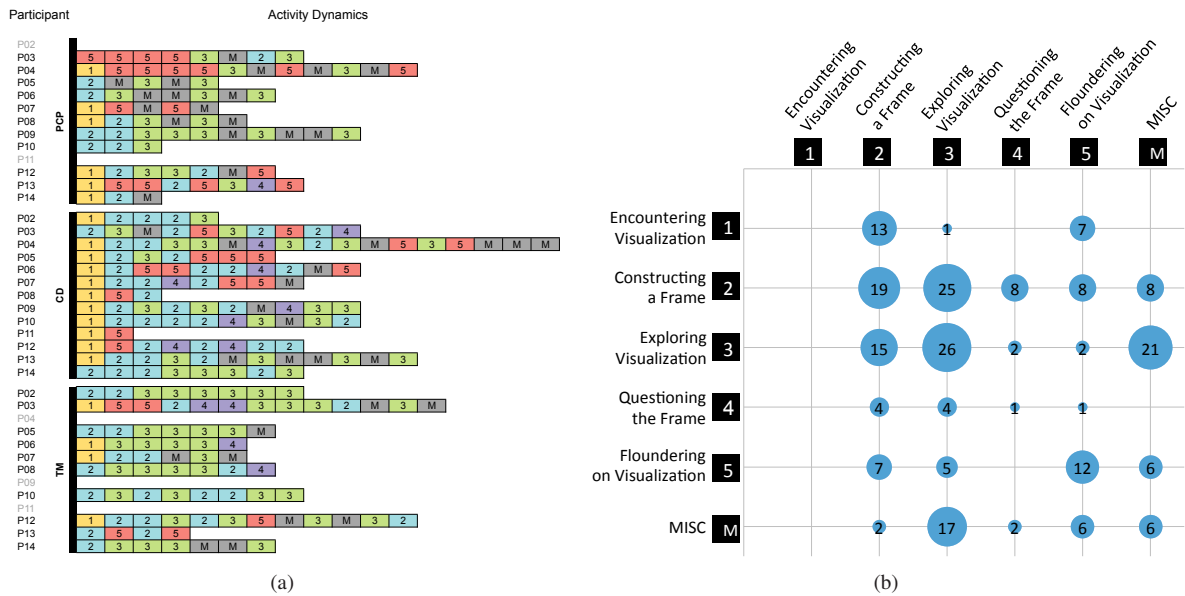 Participant Activity Dynamics
PCP
P02
P03 5 5 5 5 3 M 2 3
P04 1 5 5 5 5 3 M 5 M 3 M 5
P05 2 M 3 M 3
P06 2 3 M M 3 M 3
P07 1 5 M 5 M
P08 1 2 3 M 3 M
P09 2 2 3 3 3 M 3 M M 3
P10 2 2 3
P11
P12 1 2 3 3 2 M 5
P13 1 5 5 2 5 3 4 5
P14 1 2 M
CD
P02 1 2 2 2 3
P03 2 3 M 2 5 3 2 5 2 4
P04 1 2 2 3 3 M 4 3 2 3 M 5 3 5 M M M
P05 1 2 3 2 5 5 5
P06 1 2 5 5 2 2 4 2 M 5
P07 1 2 2 4 2 5 5 M
P08 1 5 2
P09 1 2 3 2 3 2 M 4 3 3
P10 1 2 2 2 2 4 3 M 3 2
P11 1 5
P12 1 5 2 4 2 4 2 2
P13 1 2 2 3 2 M 3 M 3 M 3
P14 2 2 3 3 3 3 2 3
TM
P02 2 2 3 3 3 3 3 3
P03 1 5 5 2 4 4 3 3 3 2 M 3 M
P04
P05 2 2 3 3 3 3 M
P06 1 3 3 3 3 4
P07 1 2 2 M 3 M
P08 2 3 3 3 3 2 4
P09
P10 2 3 2 3 2 2 3 3
P11
P12 1 2 2 3 2 3 5 M 3 M 3 2
P13 2 5 2 5
P14 2 3 3 3 M M 3
(a)
Encountering
Visualization
Constructing
a Frame
Exploring
Visualization
Questioning
the Frame
Floundering
on Visualization
MISC
1 2 3 4 5 M
Encountering
Visualization
1 13 1 7
Constructing
a Frame
2 19 25 8 8 8
Exploring
Visualization
3 15 26 2 2 21
Questioning
the Frame
4 4 4 1 1
Floundering
on Visualization
5 7 5 12 6
MISC M 2 17 2 6 6
(b)